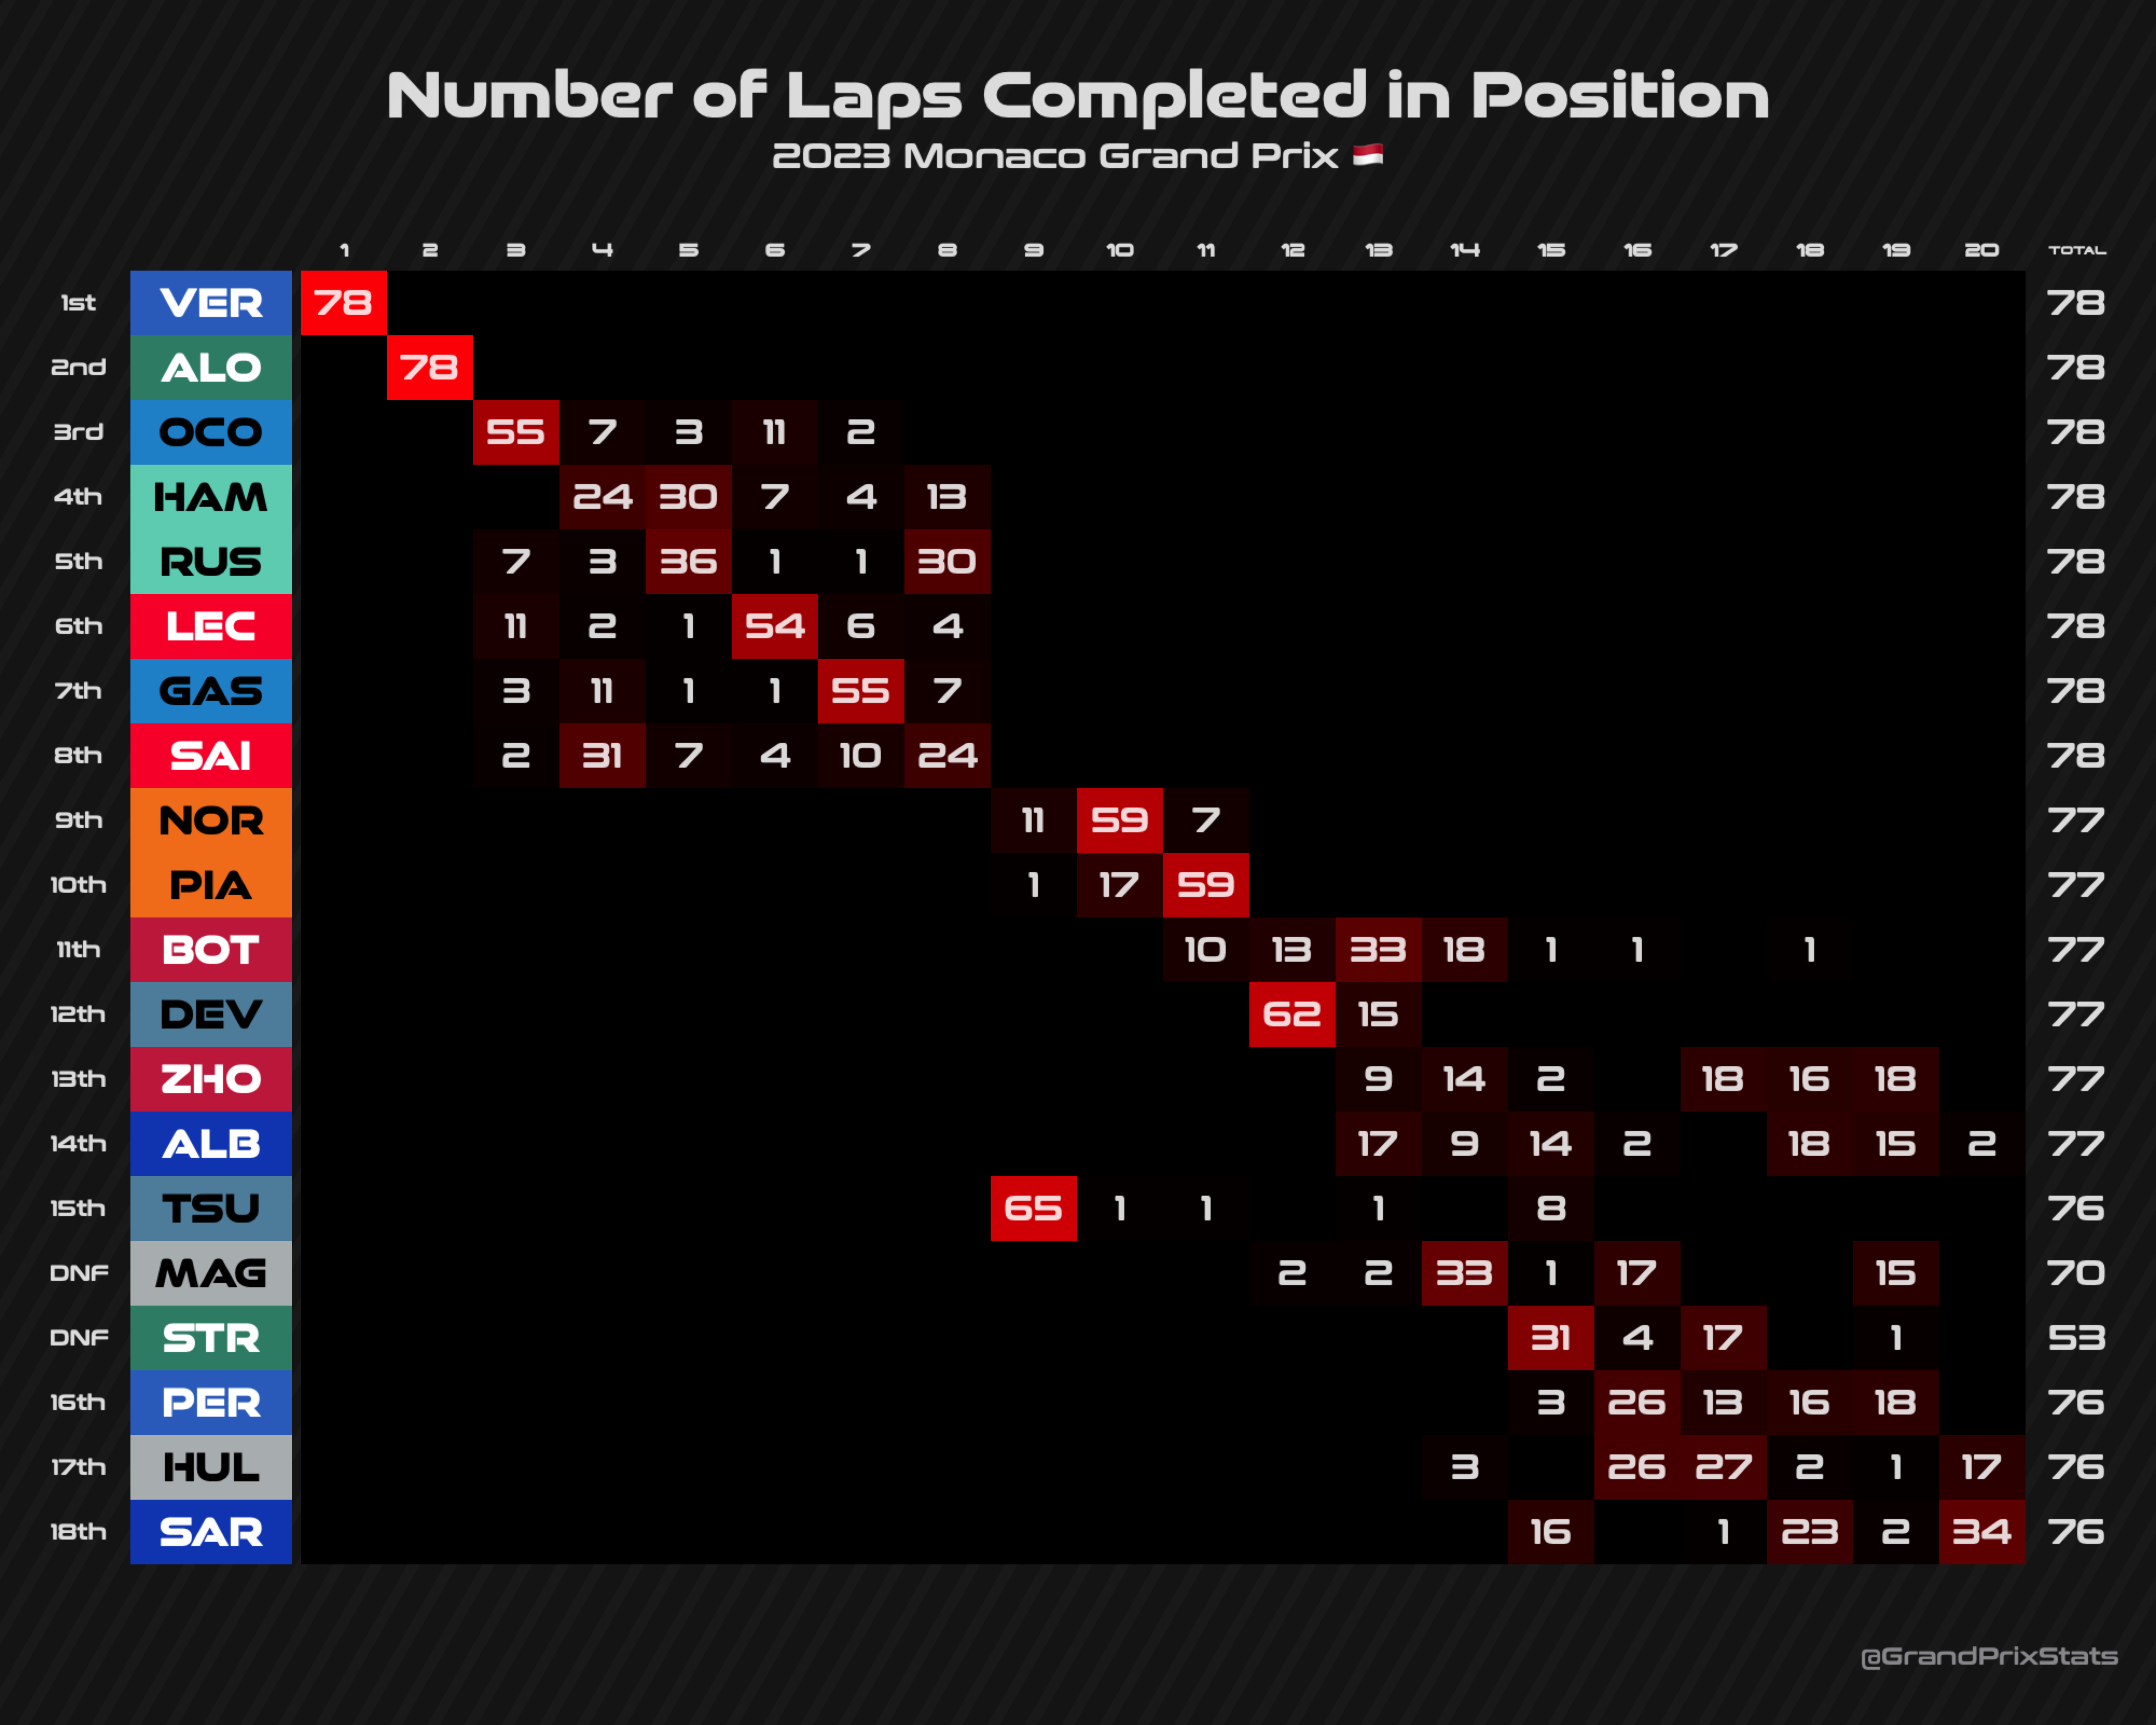 Number of Laps Completed in Position
2023 Monaco Grand Prix 🇲🇨
1 2 3 4 5 6 7 8 9 10 11 12 13 14 15 16 17 18 19 20 TOTAL
1st VER 78 78
2nd ALO 78 78
3rd OCO 55 7 3 11 2 78
4th HAM 24 30 7 4 13 78
5th RUS 7 3 36 1 1 30 78
6th LEC 11 2 1 54 6 4 78
7th GAS 3 11 1 1 55 7 78
8th SAI 2 31 7 4 10 24 78
9th NOR 11 59 7 77
10th PIA 1 17 59 77
11th BOT 10 13 33 18 1 1 1 77
12th DEV 62 15 77
13th ZHO 9 14 2 18 16 18 77
14th ALB 17 9 14 2 18 15 2 77
15th TSU 65 1 1 1 8 76
DNF MAG 2 2 33 1 17 15 70
DNF STR 31 4 17 1 53
16th PER 3 26 13 16 18 76
17th HUL 3 26 27 2 1 17 76
18th SAR 16 1 23 2 34 76
@GrandPrixStats